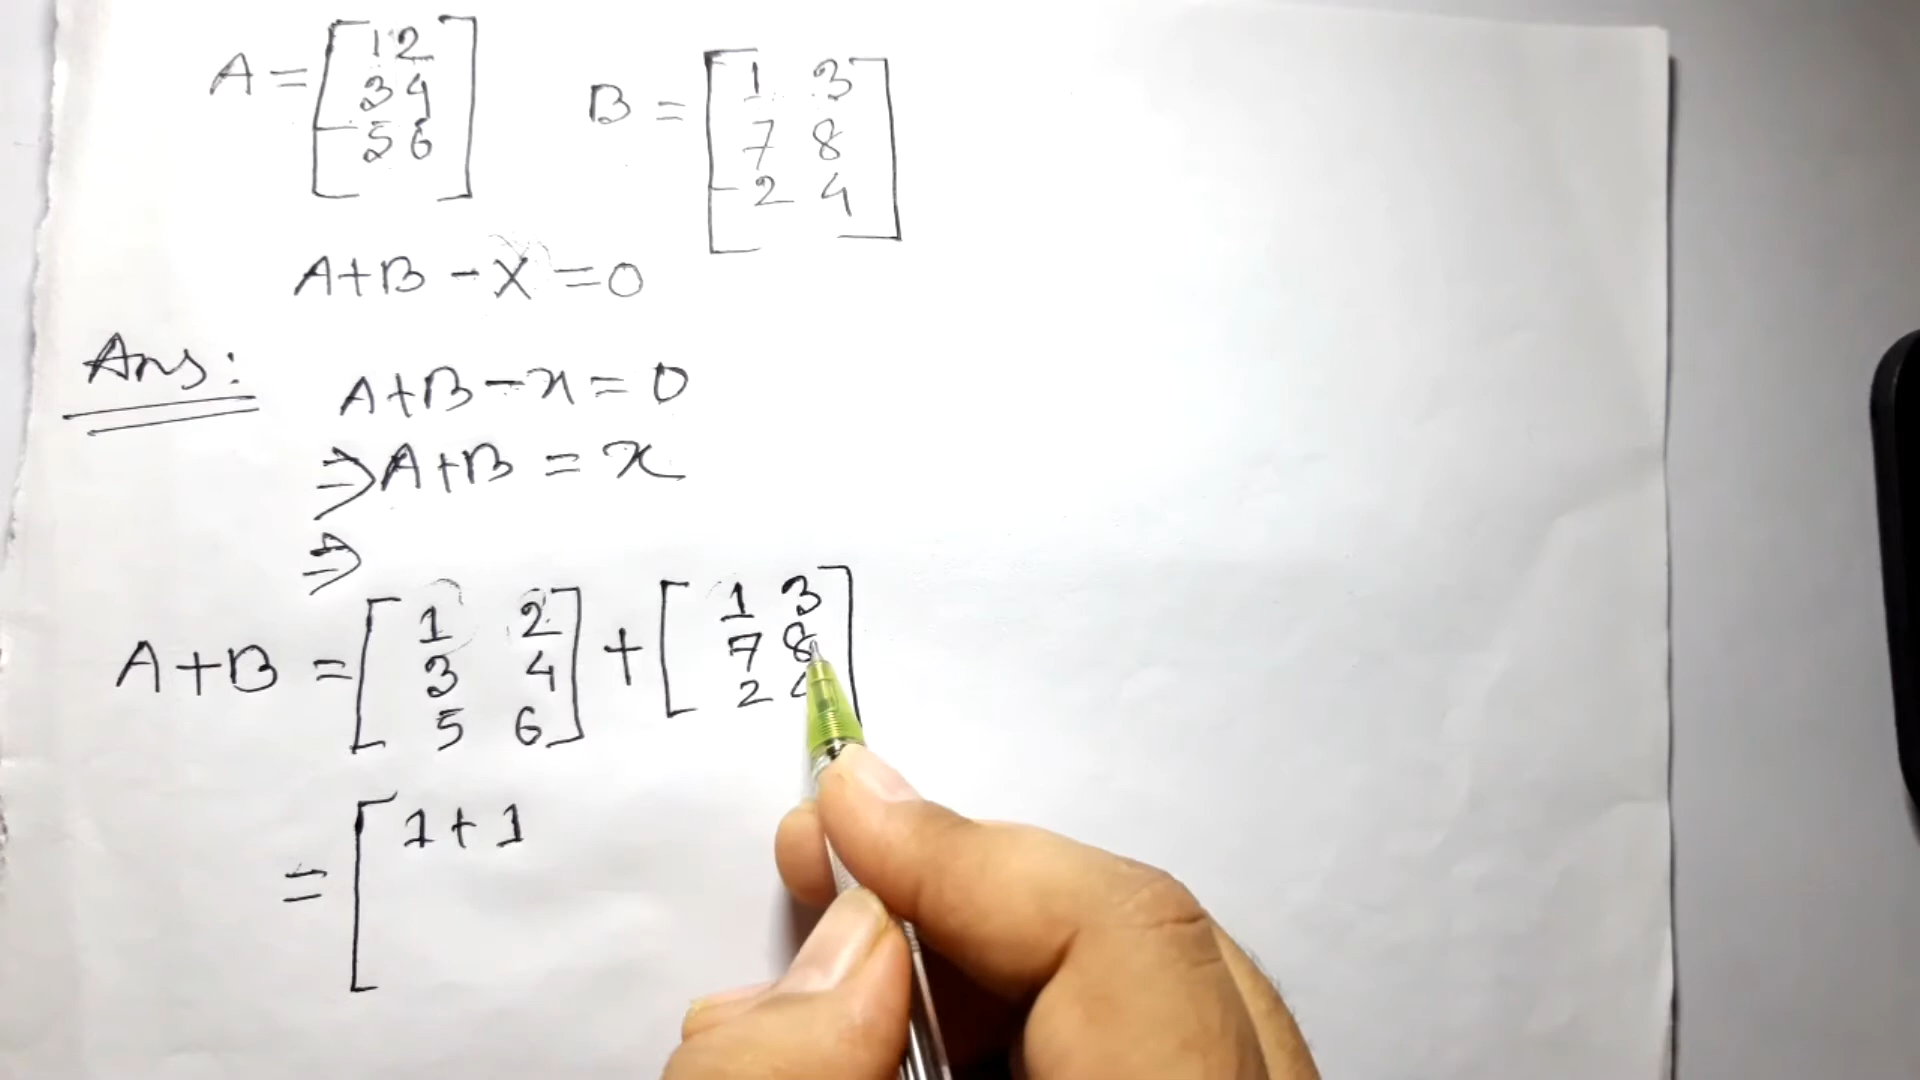 A = [ 1 2
3 4
5 6 ]
B = [ 1 3
7 8
2 4 ]
A+B - X = 0
Ans:
A+B - x = 0
⇒ A+B = x
⇒
A+B = [ 1 2
3 4
5 6 ] + [ 1 3
7 8
2 4 ]
= [ 1+1